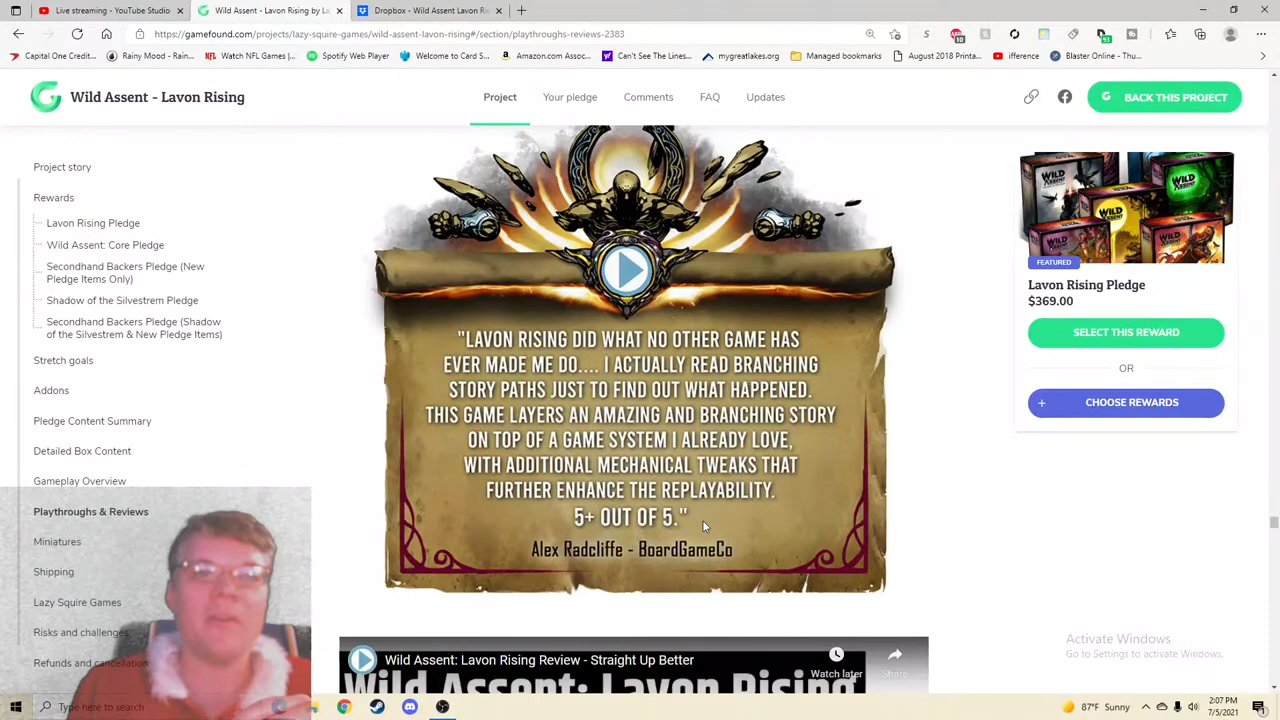 Live streaming - YouTube Studio
Wild Assent - Lavon Rising by La
Dropbox - Wild Assent Lavon Ris
https://gamefound.com/projects/lazy-squire-games/wild-assent-lavon-rising#/section/playthroughs-reviews-2383
Capital One Credit...
Rainy Mood - Rain...
Watch NFL Games |...
Spotify Web Player
Welcome to Card S...
Amazon.com Assoc...
Can't See the Lines...
mygreatlakes.org
Managed bookmarks
August 2018 Printa...
ifference
Blaster Online - Thu...
Wild Assent - Lavon Rising
Project
Your pledge
Comments
FAQ
Updates
BACK THIS PROJECT
Project story
Rewards
Lavon Rising Pledge
Wild Assent: Core Pledge
Secondhand Backers Pledge (New
Pledge Items Only)
Shadow of the Silvestrem Pledge
Secondhand Backers Pledge (Shadow
of the Silvestrem & New Pledge Items)
Stretch goals
Addons
Pledge Content Summary
Detailed Box Content
Gameplay Overview
Playthroughs & Reviews
Miniatures
Shipping
Lazy Squire Games
Risks and challenges
Refunds and cancellation
"LAVON RISING DID WHAT NO OTHER GAME HAS
EVER MADE ME DO.... I ACTUALLY READ BRANCHING
STORY PATHS JUST TO FIND OUT WHAT HAPPENED.
THIS GAME LAYERS AN AMAZING AND BRANCHING STORY
ON TOP OF A GAME SYSTEM I ALREADY LOVE,
WITH ADDITIONAL MECHANICAL TWEAKS THAT
FURTHER ENHANCE THE REPLAYABILITY.
5+ OUT OF 5."
Alex Radcliffe - BoardGameCo
Wild Assent: Lavon Rising Review - Straight Up Better
Watch later
Share
Wild Assent: Lavon Rising
WILD ASSENT
FEATURED
Lavon Rising Pledge
$369.00
SELECT THIS REWARD
OR
+ CHOOSE REWARDS
Activate Windows
Go to Settings to activate Windows.
Type here to search
87°F Sunny
2:07 PM
7/5/2021